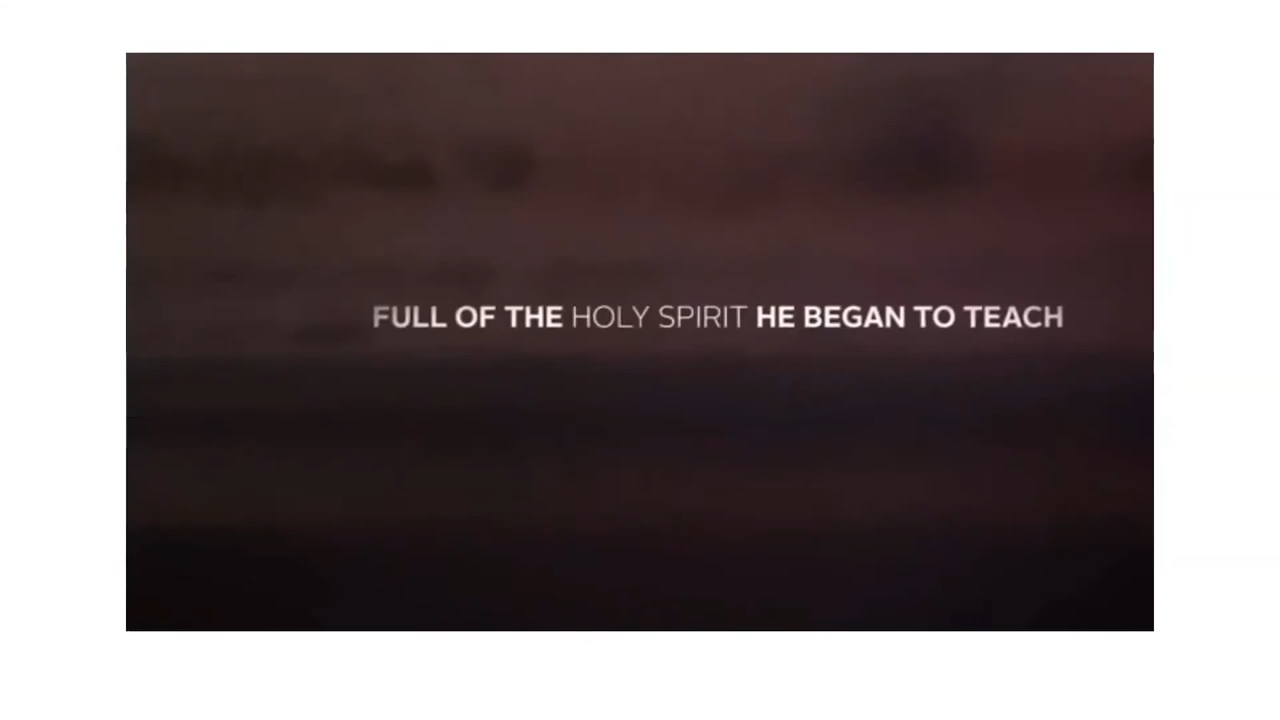 FULL OF THE HOLY SPIRIT HE BEGAN TO TEACH